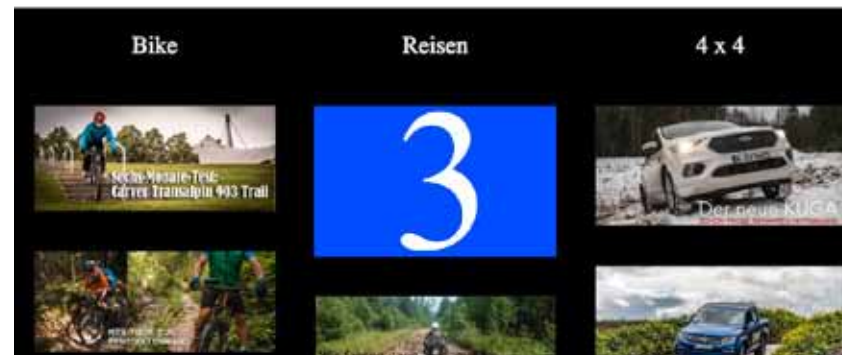 Bike
Reisen
4 x 4
Sechs-Monate-Test:
Carver Transalpin 903 Trail
3
Der neue KUGA